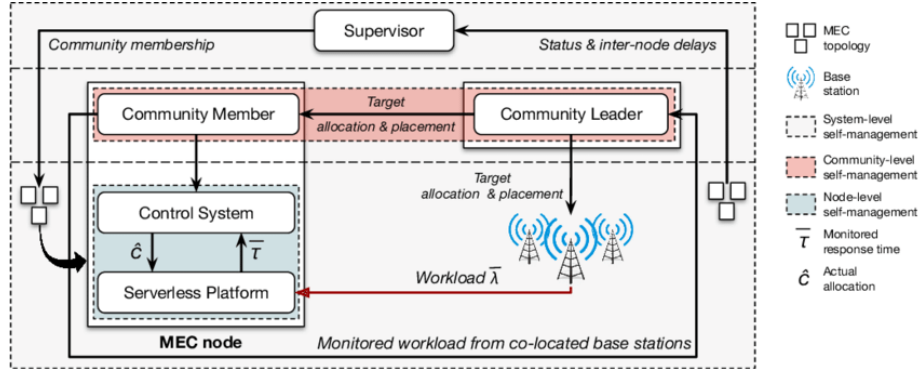 Supervisor
Community membership
Status & inter-node delays
Community Member
Target
allocation & placement
Community Leader
Target
allocation & placement
Control System
ĉ
τ̅
Serverless Platform
Workload λ̅
MEC node
Monitored workload from co-located base stations
MEC
topology
Base
station
System-level
self-management
Community-level
self-management
Node-level
self-management
τ̅
Monitored
response time
ĉ
Actual
allocation